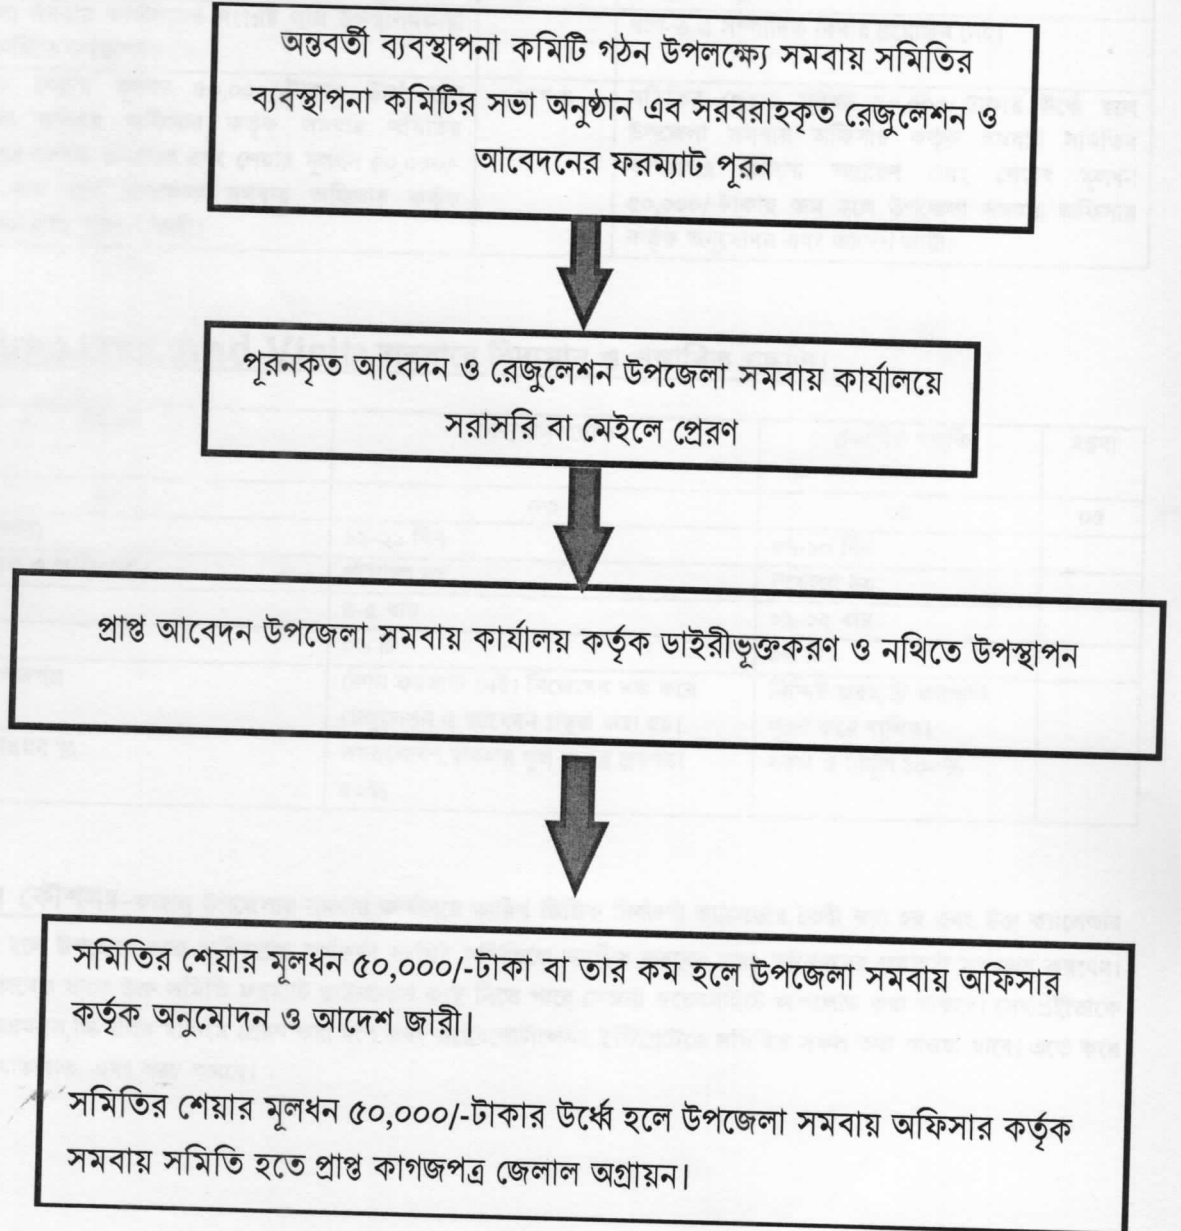 অন্তবর্তী ব্যবস্থাপনা কমিটি গঠন উপলক্ষ্যে সমবায় সমিতির
ব্যবস্থাপনা কমিটির সভা অনুষ্ঠান এব সরবরাহকৃত রেজুলেশন ও
আবেদনের ফরম্যাট পূরন
পূরনকৃত আবেদন ও রেজুলেশন উপজেলা সমবায় কার্যালয়ে
সরাসরি বা মেইলে প্রেরণ
প্রাপ্ত আবেদন উপজেলা সমবায় কার্যালয় কর্তৃক ডাইরীভূক্তকরণ ও নথিতে উপস্থাপন
সমিতির শেয়ার মূলধন ৫০,০০০/-টাকা বা তার কম হলে উপজেলা সমবায় অফিসার
কর্তৃক অনুমোদন ও আদেশ জারী।
সমিতির শেয়ার মূলধন ৫০,০০০/-টাকার উর্ধ্বে হলে উপজেলা সমবায় অফিসার কর্তৃক
সমবায় সমিতি হতে প্রাপ্ত কাগজপত্র জেলাল অগ্রায়ন।